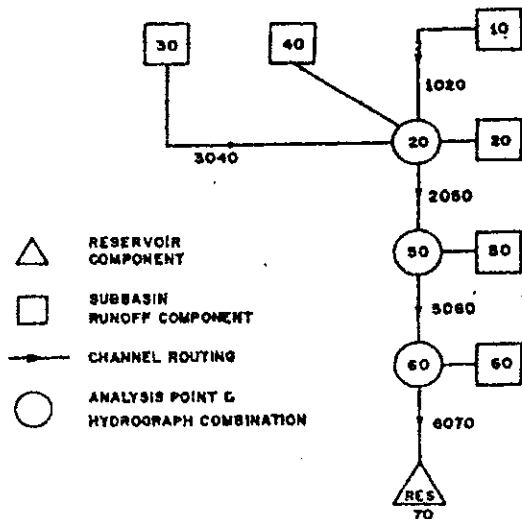 30
40
10
1020
20
20
3040
2050
50
80
5060
60
60
6070
RES
70
RESERVOIR
COMPONENT
SUBBASIN
RUNOFF COMPONENT
CHANNEL ROUTING
ANALYSIS POINT &
HYDROGRAPH COMBINATION